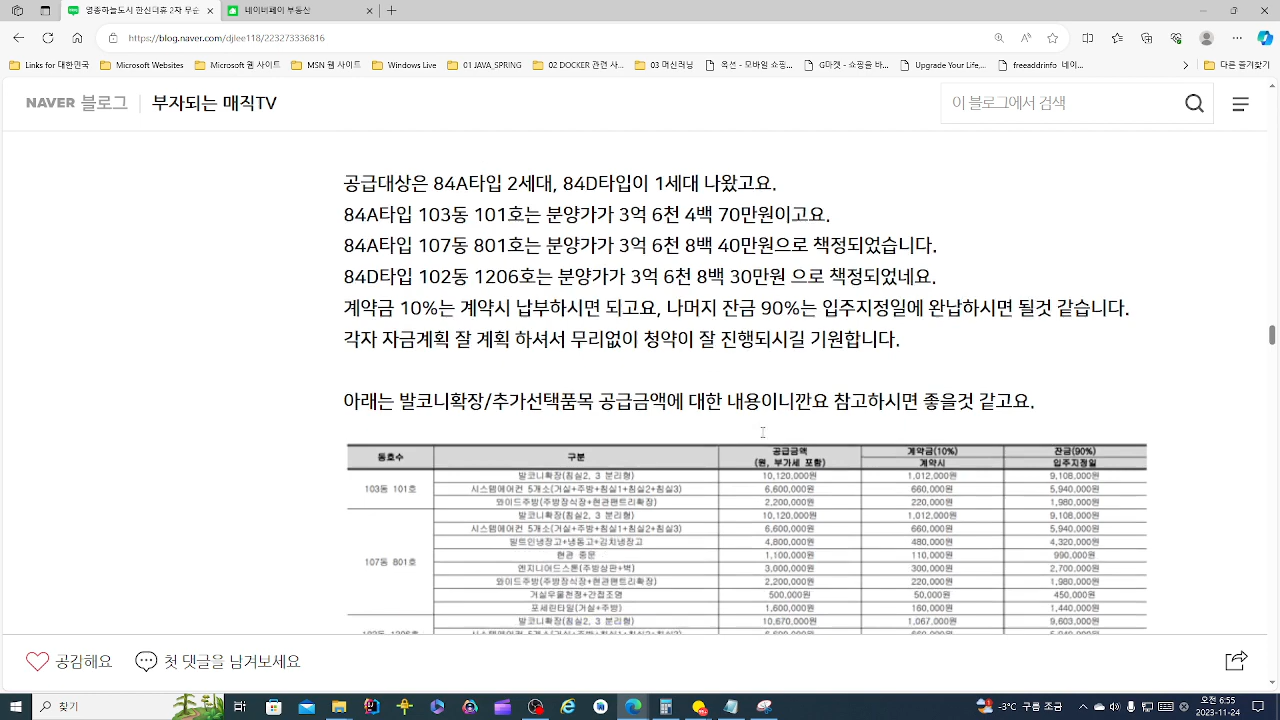 영종하늘도시 한신더휴 2차 무순
네이버페이 부동산
https://blog.naver.com/djlee118/223273336816
Links for 대한민국
Microsoft Websites
Microsoft 웹 사이트
MSN 웹 사이트
Windows Live
01 JAVA,SPRING
02 DOCKER 관련 사...
03 머신러닝
옥션 - 모바일 쇼핑...
G마켓 - 쇼핑을 바...
Upgrade Your Life,...
freeaddrinfo 네이...
다른 즐겨찾기
NAVER 블로그 부자되는 매직TV
이 블로그에서 검색
공급대상은 84A타입 2세대, 84D타입이 1세대 나왔고요.
84A타입 103동 101호는 분양가가 3억 6천 4백 70만원이고요.
84A타입 107동 801호는 분양가가 3억 6천 8백 40만원으로 책정되었습니다.
84D타입 102동 1206호는 분양가가 3억 6천 8백 30만원 으로 책정되었네요.
계약금 10%는 계약시 납부하시면 되고요, 나머지 잔금 90%는 입주지정일에 완납하시면 될것 같습니다.
각자 자금계획 잘 계획 하셔서 무리없이 청약이 잘 진행되시길 기원합니다.
아래는 발코니확장/추가선택품목 공급금액에 대한 내용이니깐요 참고하시면 좋을것 같고요.
동호수 구분 공급금액 계약금(10%) 잔금(90%)
(원, 부가세 포함) 계약시 입주지정일
발코니확장(침실2, 3 분리형) 10,120,000원 1,012,000원 9,108,000원
103동 101호 시스템에어컨 5개소(거실+주방+침실1+침실2+침실3) 6,600,000원 660,000원 5,940,000원
와이드주방(주방장식장+현관팬트리확장) 2,200,000원 220,000원 1,980,000원
발코니확장(침실2, 3 분리형) 10,120,000원 1,012,000원 9,108,000원
시스템에어컨 5개소(거실+주방+침실1+침실2+침실3) 6,600,000원 660,000원 5,940,000원
빌트인냉장고+냉동고+김치냉장고 4,800,000원 480,000원 4,320,000원
현관 중문 1,100,000원 110,000원 990,000원
107동 801호
엔지니어드스톤(주방상판+벽) 3,000,000원 300,000원 2,700,000원
와이드주방(주방장식장+현관팬트리확장) 2,200,000원 220,000원 1,980,000원
거실우물천정+간접조명 500,000원 50,000원 450,000원
포세린타일(거실+주방) 1,600,000원 160,000원 1,440,000원
발코니확장(침실2, 3 분리형) 10,670,000원 1,067,000원 9,603,000원
공감해요 첫 댓글을 남겨보세요
찾기
-3°C 구름 조금
오전 6:55
2023-11-24